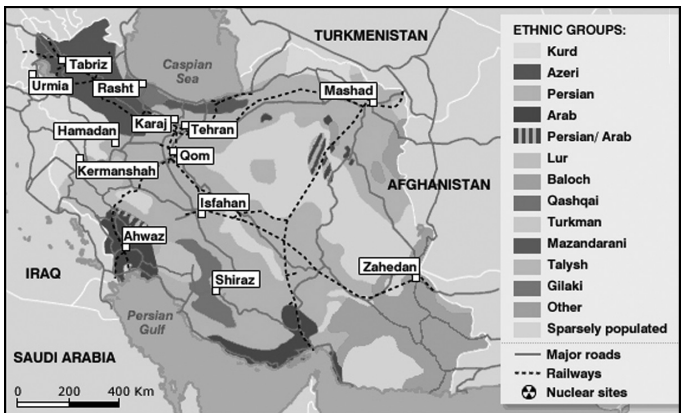 TURKMENISTAN
Caspian
Sea
Tabriz
Urmia
Rasht
Mashad
Hamadan
Karaj
Tehran
Qom
Kermanshah
AFGHANISTAN
Isfahan
Ahwaz
IRAQ
Shiraz
Zahedan
Persian
Gulf
SAUDI ARABIA
0 200 400 Km
ETHNIC GROUPS:
Kurd
Azeri
Persian
Arab
Persian/ Arab
Lur
Baloch
Qashqai
Turkman
Mazandarani
Talysh
Gilaki
Other
Sparsely populated
Major roads
Railways
Nuclear sites